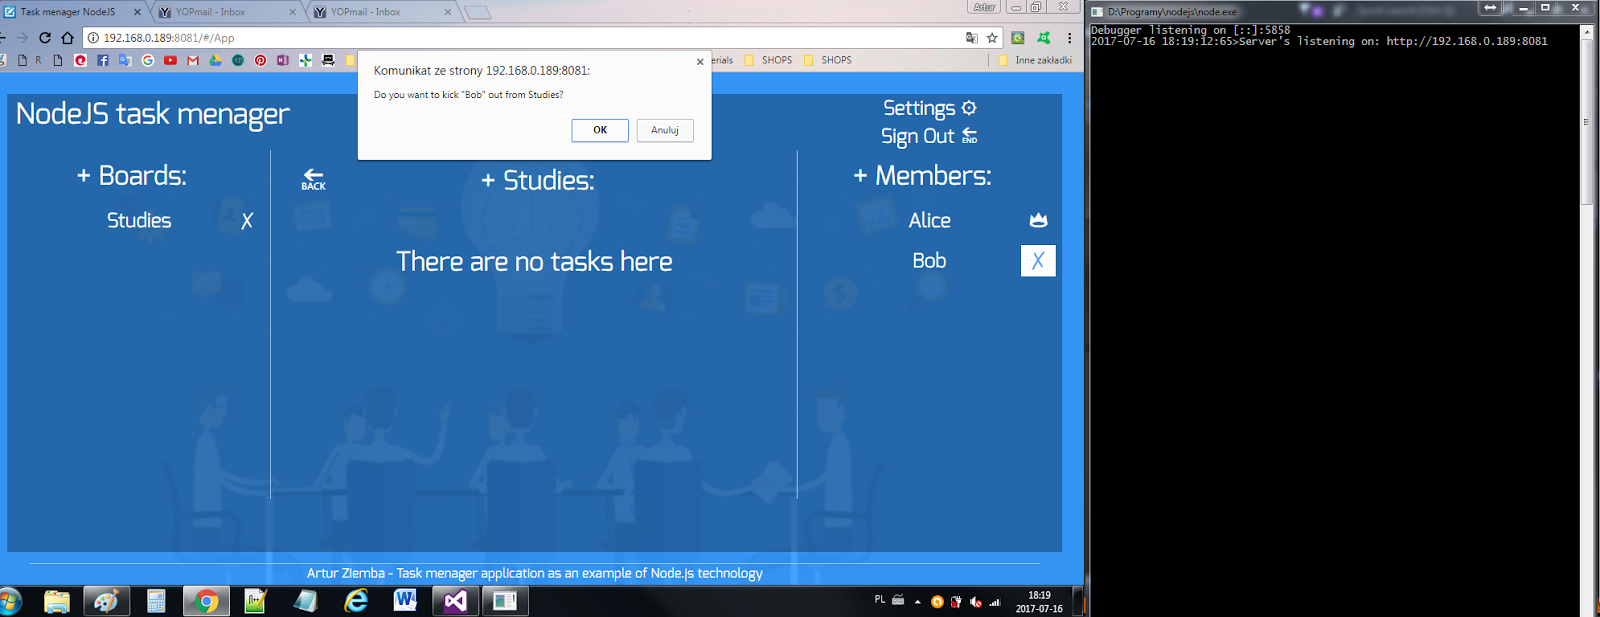 Task menager NodeJS
YOPmail - Inbox
YOPmail - Inbox
Artur
192.168.0.189:8081/#/App
R
erials
SHOPS
SHOPS
Inne zakładki
Komunikat ze strony 192.168.0.189:8081:
Do you want to kick "Bob" out from Studies?
OK
Anuluj
NodeJS task menager
Settings
Sign Out
END
+ Boards:
Studies X
BACK
+ Studies:
There are no tasks here
+ Members:
Alice
Bob X
Artur Ziemba - Task menager application as an example of Node.js technology
PL
18:19
2017-07-16
D:\Programy\nodejs\node.exe
Debugger listening on [::]:5858
2017-07-16 18:19:12:65>Server's listening on: http://192.168.0.189:8081